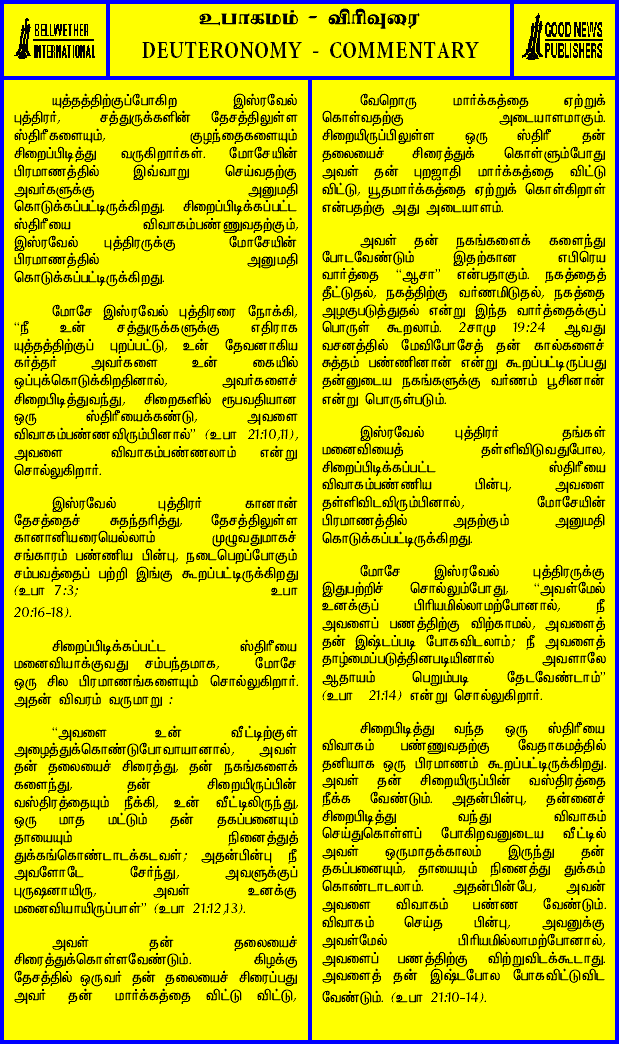 BELLWETHER
INTERNATIONAL
உபாகமம் - விரிவுரை
DEUTERONOMY - COMMENTARY
GOOD NEWS
PUBLISHERS
யுத்தத்திற்குப்போகிற இஸ்ரவேல்
புத்திரர், சத்துருக்களின் தேசத்திலுள்ள
ஸ்திரீகளையும், குழந்தைகளையும்
சிறைப்பிடித்து வருகிறார்கள். மோசேயின்
பிரமாணத்தில் இவ்வாறு செய்வதற்கு
அவர்களுக்கு அனுமதி
கொடுக்கப்பட்டிருக்கிறது. சிறைப்பிடிக்கப்பட்ட
ஸ்திரீயை விவாகம்பண்ணுவதற்கும்,
இஸ்ரவேல் புத்திரருக்கு மோசேயின்
பிரமாணத்தில் அனுமதி
கொடுக்கப்பட்டிருக்கிறது.
மோசே இஸ்ரவேல் புத்திரரை நோக்கி,
“நீ உன் சத்துருக்களுக்கு எதிராக
யுத்தத்திற்குப் புறப்பட்டு, உன் தேவனாகிய
கர்த்தர் அவர்களை உன் கையில்
ஒப்புக்கொடுக்கிறதினால், அவர்களைச்
சிறைபிடித்துவந்து, சிறைகளில் ரூபவதியான
ஒரு ஸ்திரீயைக்கண்டு, அவளை
விவாகம்பண்ணவிரும்பினால்” (உபா 21:10,11),
அவளை விவாகம்பண்ணலாம் என்று
சொல்லுகிறார்.
இஸ்ரவேல் புத்திரர் கானான்
தேசத்தைச் சுதந்தரித்து, தேசத்திலுள்ள
கானானியரையெல்லாம் முழுவதுமாகச்
சங்காரம் பண்ணிய பின்பு, நடைபெறப்போகும்
சம்பவத்தைப் பற்றி இங்கு கூறப்பட்டிருக்கிறது
(உபா 7:3; உபா
20:16-18).
சிறைப்பிடிக்கப்பட்ட ஸ்திரீயை
மனைவியாக்குவது சம்பந்தமாக, மோசே
ஒரு சில பிரமாணங்களையும் சொல்லுகிறார்.
அதன் விவரம் வருமாறு :
“அவளை உன் வீட்டிற்குள்
அழைத்துக்கொண்டுபோவாயானால், அவள்
தன் தலையைச் சிரைத்து, தன் நகங்களைக்
களைந்து, தன் சிறையிருப்பின்
வஸ்திரத்தையும் நீக்கி, உன் வீட்டிலிருந்து,
ஒரு மாத மட்டும் தன் தகப்பனையும்
தாயையும் நினைத்துத்
துக்கங்கொண்டாடக்கடவள்; அதன்பின்பு நீ
அவளோடே சேர்ந்து, அவளுக்குப்
புருஷனாயிரு, அவள் உனக்கு
மனைவியாயிருப்பாள்” (உபா 21:12,13).
அவள் தன் தலையைச்
சிரைத்துக்கொள்ளவேண்டும். கிழக்கு
தேசத்தில் ஒருவர் தன் தலையைச் சிரைப்பது
அவர் தன் மார்க்கத்தை விட்டு விட்டு,
வேறொரு மார்க்கத்தை ஏற்றுக்
கொள்வதற்கு அடையாளமாகும்.
சிறையிருப்பிலுள்ள ஒரு ஸ்திரீ தன்
தலையைச் சிரைத்துக் கொள்ளும்போது
அவள் தன் புறஜாதி மார்க்கத்தை விட்டு
விட்டு, யூதமார்க்கத்தை ஏற்றுக் கொள்கிறாள்
என்பதற்கு அது அடையாளம்.
அவள் தன் நகங்களைக் களைந்து
போடவேண்டும் இதற்கான எபிரெய
வார்த்தை “ஆசா” என்பதாகும். நகத்தைத்
தீட்டுதல், நகத்திற்கு வர்ணமிடுதல், நகத்தை
அழகுபடுத்துதல் என்று இந்த வார்த்தைக்குப்
பொருள் கூறலாம். 2சாமு 19:24 ஆவது
வசனத்தில் மேவிபோசேத் தன் கால்களைச்
சுத்தம் பண்ணினான் என்று கூறப்பட்டிருப்பது
தன்னுடைய நகங்களுக்கு வர்ணம் பூசினான்
என்று பொருள்படும்.
இஸ்ரவேல் புத்திரர் தங்கள்
மனைவியைத் தள்ளிவிடுவதுபோல,
சிறைப்பிடிக்கப்பட்ட ஸ்திரீயை
விவாகம்பண்ணிய பின்பு, அவளை
தள்ளிவிடவிரும்பினால், மோசேயின்
பிரமாணத்தில் அதற்கும் அனுமதி
கொடுக்கப்பட்டிருக்கிறது.
மோசே இஸ்ரவேல் புத்திரருக்கு
இதுபற்றிச் சொல்லும்போது, “அவள்மேல்
உனக்குப் பிரியமில்லாமற்போனால், நீ
அவளைப் பணத்திற்கு விற்காமல், அவளைத்
தன் இஷ்டப்படி போகவிடலாம்; நீ அவளைத்
தாழ்மைப்படுத்தினபடியினால் அவளாலே
ஆதாயம் பெறும்படி தேடவேண்டாம்”
(உபா 21:14) என்று சொல்லுகிறார்.
சிறைபிடித்து வந்த ஒரு ஸ்திரீயை
விவாகம் பண்ணுவதற்கு வேதாகமத்தில்
தனியாக ஒரு பிரமாணம் கூறப்பட்டிருக்கிறது.
அவள் தன் சிறையிருப்பின் வஸ்திரத்தை
நீக்க வேண்டும். அதன்பின்பு, தன்னைச்
சிறைபிடித்து வந்து விவாகம்
செய்துகொள்ளப் போகிறவனுடைய வீட்டில்
அவள் ஒருமாதக்காலம் இருந்து தன்
தகப்பனையும், தாயையும் நினைத்து துக்கம்
கொண்டாடலாம். அதன்பின்பே, அவன்
அவளை விவாகம் பண்ண வேண்டும்.
விவாகம் செய்த பின்பு, அவனுக்கு
அவள்மேல் பிரியமில்லாமற்போனால்,
அவளைப் பணத்திற்கு விற்றுவிடக்கூடாது.
அவளைத் தன் இஷ்டபோல போகவிட்டுவிட
வேண்டும். (உபா 21:10-14).